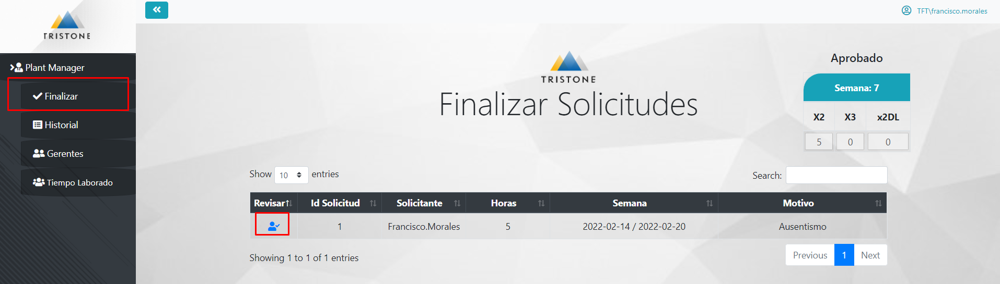 TRISTONE
Plant Manager
Finalizar
Historial
Gerentes
Tiempo Laborado
TFT\francisco.morales
TRISTONE
Finalizar Solicitudes
Aprobado
Semana: 7
X2 X3 x2DL
5 0 0
Show 10 entries
Search:
Revisar Id Solicitud Solicitante Horas Semana Motivo
1 Francisco.Morales 5 2022-02-14 / 2022-02-20 Ausentismo
Showing 1 to 1 of 1 entries
Previous 1 Next